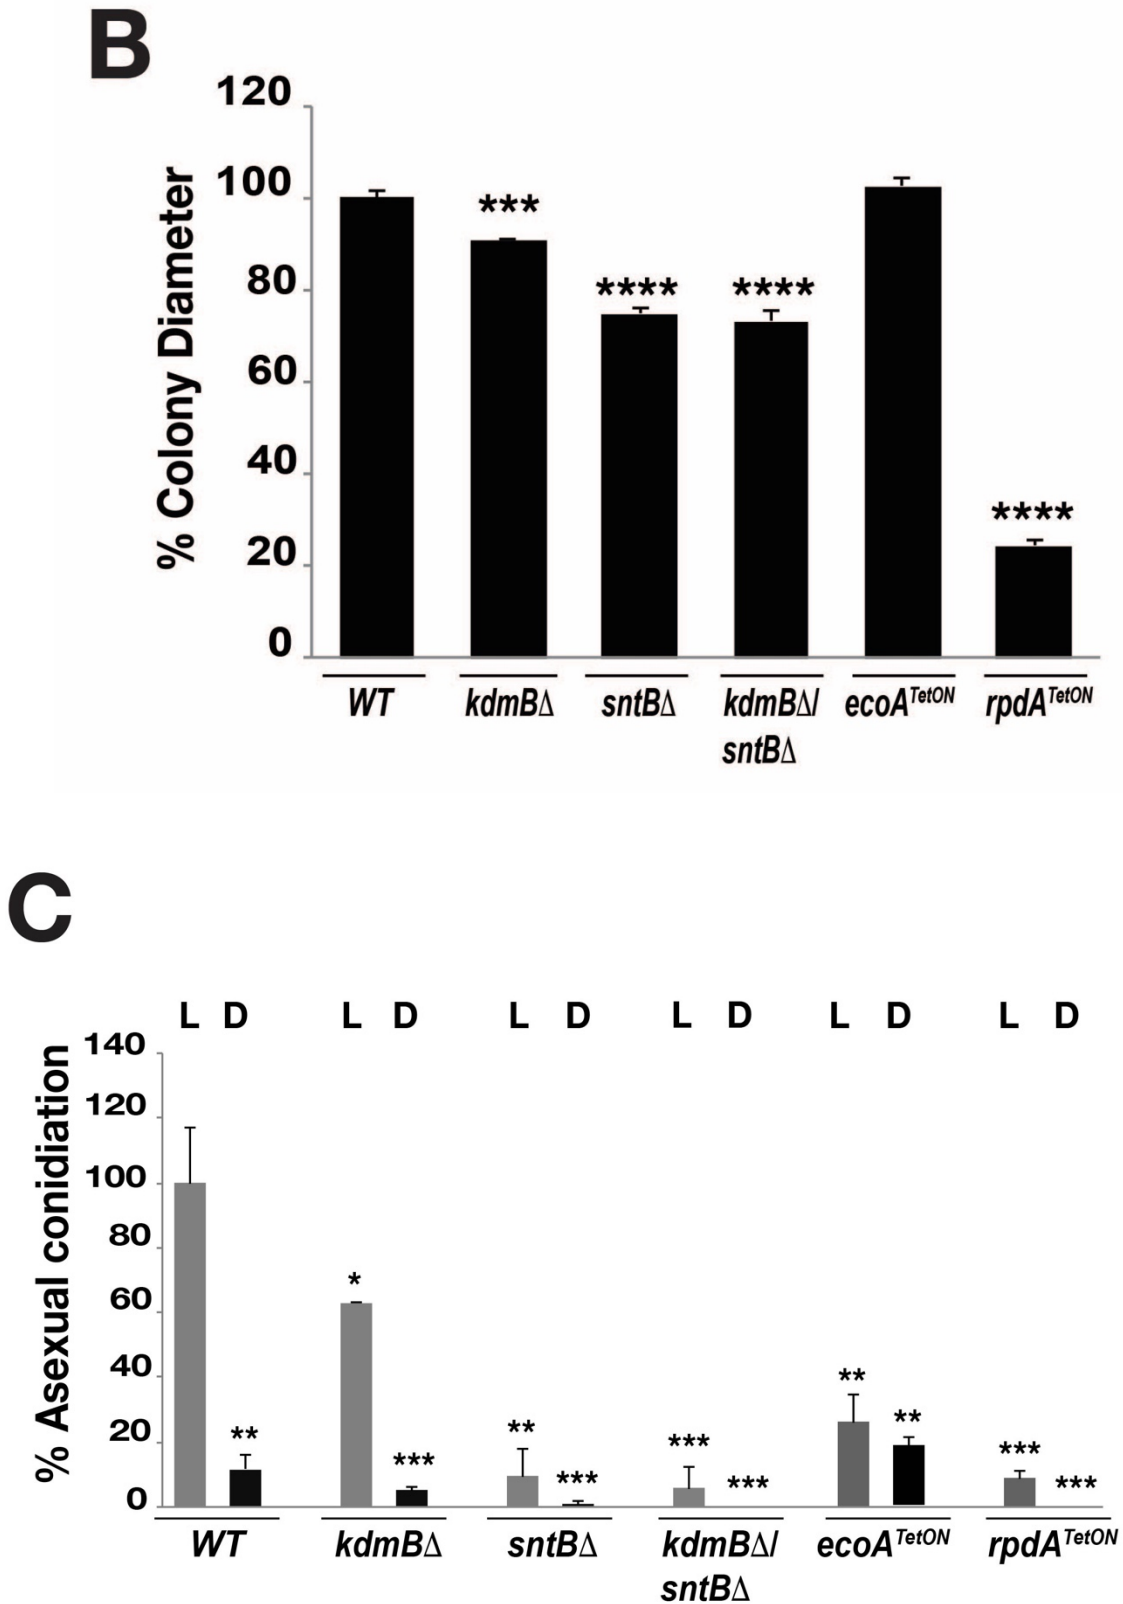 B
% Colony Diameter
120
100
80
60
40
20
0
***
****
****
****
WT kdmBΔ sntBΔ kdmBΔ/ ecoATetON rpdATetON
sntBΔ
C
% Asexual conidiation
L D L D L D L D L D L D
140
120
100
80
60
40
20
0
** * *** ** *** *** *** ** ** *** ***
WT kdmBΔ sntBΔ kdmBΔ/ ecoATetON rpdATetON
sntBΔ